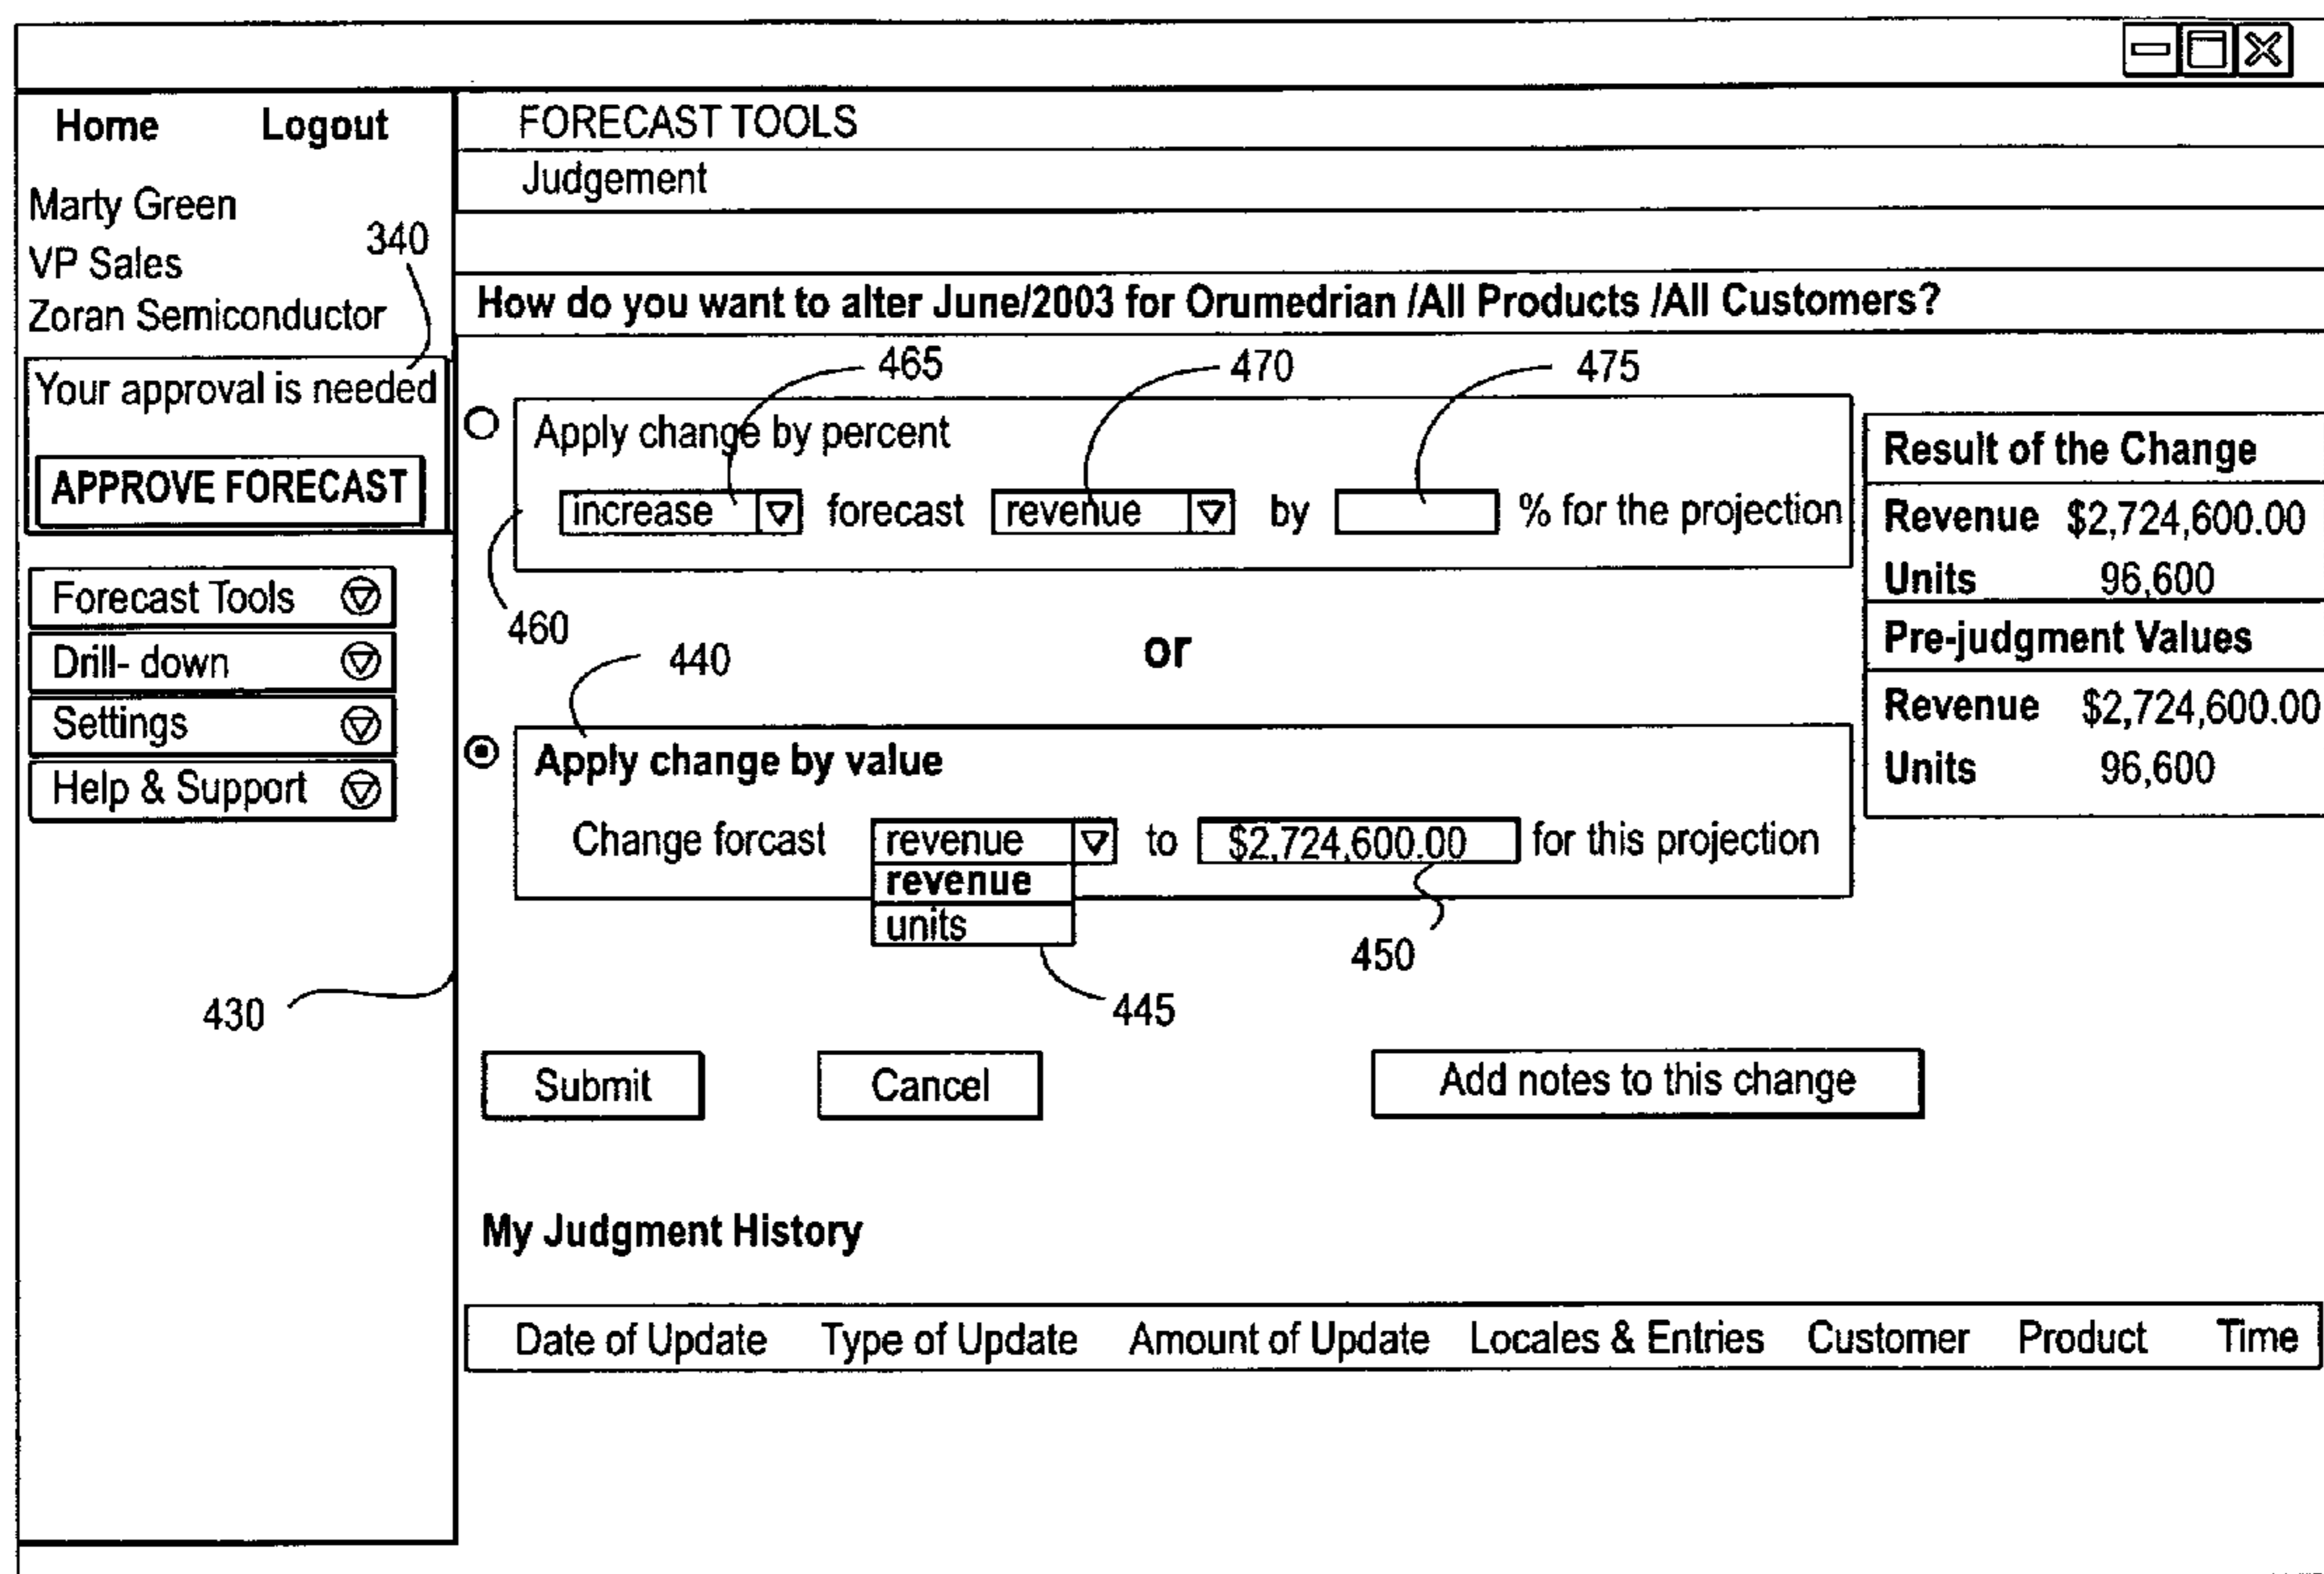 Home Logout
Marty Green
VP Sales
Zoran Semiconductor
340
Your approval is needed
APPROVE FORECAST
Forecast Tools
Drill- down
Settings
Help & Support
430
FORECAST TOOLS
Judgement
How do you want to alter June/2003 for Orumedrian /All Products /All Customers?
465 470 475
Apply change by percent
increase forecast revenue by % for the projection
460
or
440
Apply change by value
Change forcast revenue to $2,724,600.00 for this projection
revenue
units
450
445
Result of the Change
Revenue $2,724,600.00
Units 96,600
Pre-judgment Values
Revenue $2,724,600.00
Units 96,600
Submit Cancel Add notes to this change
My Judgment History
Date of Update Type of Update Amount of Update Locales & Entries Customer Product Time